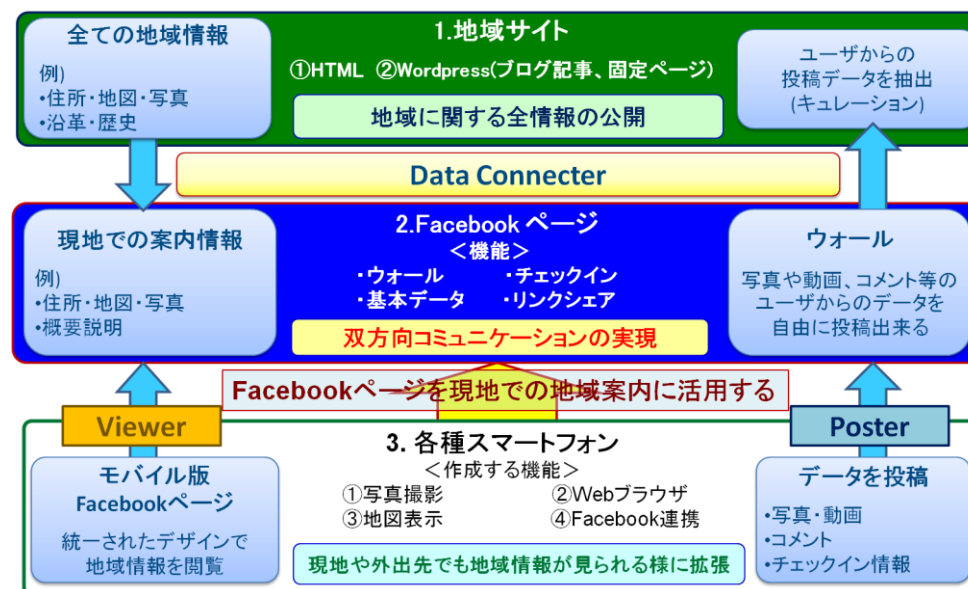 全ての地域情報
例)
•住所・地図・写真
•沿革・歴史
1.地域サイト
①HTML ②Wordpress(ブログ記事、固定ページ)
地域に関する全情報の公開
ユーザからの
投稿データを抽出
(キュレーション)
Data Connecter
現地での案内情報
例)
•住所・地図・写真
•概要説明
2.Facebook ページ
＜機能＞
・ウォール ・チェックイン
・基本データ ・リンクシェア
双方向コミュニケーションの実現
ウォール
写真や動画、コメント等の
ユーザからのデータを
自由に投稿出来る
Facebookページを現地での地域案内に活用する
Viewer
モバイル版
Facebookページ
統一されたデザインで
地域情報を閲覧
3. 各種スマートフォン
＜作成する機能＞
①写真撮影 ②Webブラウザ
③地図表示 ④Facebook連携
現地や外出先でも地域情報が見られる様に拡張
Poster
データを投稿
•写真・動画
•コメント
•チェックイン情報